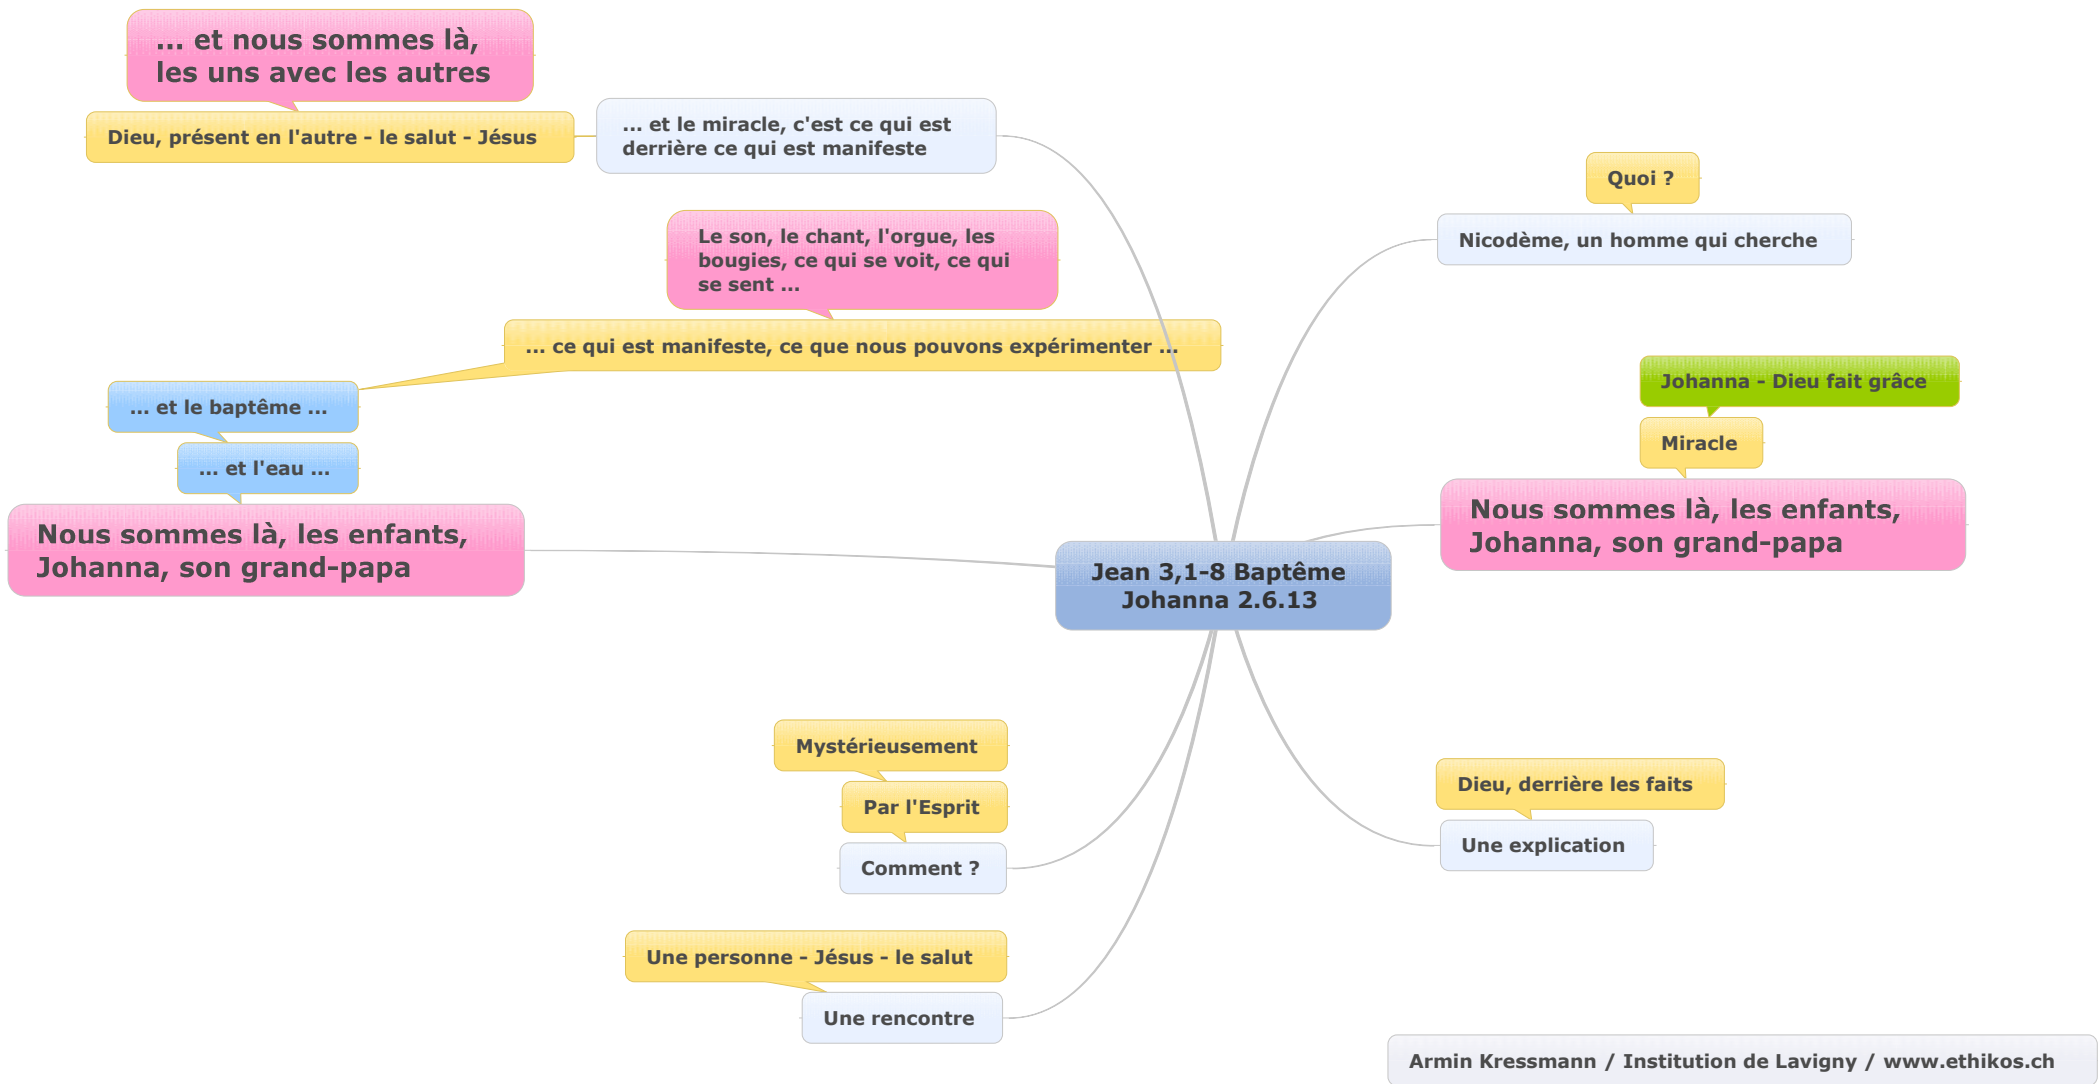 ... et nous sommes là,
les uns avec les autres
Dieu, présent en l'autre - le salut - Jésus
... et le miracle, c'est ce qui est
derrière ce qui est manifeste
Quoi ?
Nicodème, un homme qui cherche
Le son, le chant, l'orgue, les
bougies, ce qui se voit, ce qui
se sent ...
... ce qui est manifeste, ce que nous pouvons expérimenter ...
... et le baptême ...
... et l'eau ...
Nous sommes là, les enfants,
Johanna, son grand-papa
Johanna - Dieu fait grâce
Miracle
Nous sommes là, les enfants,
Johanna, son grand-papa
Jean 3,1-8 Baptême
Johanna 2.6.13
Mystérieusement
Par l'Esprit
Comment ?
Dieu, derrière les faits
Une explication
Une personne - Jésus - le salut
Une rencontre
Armin Kressmann / Institution de Lavigny / www.ethikos.ch